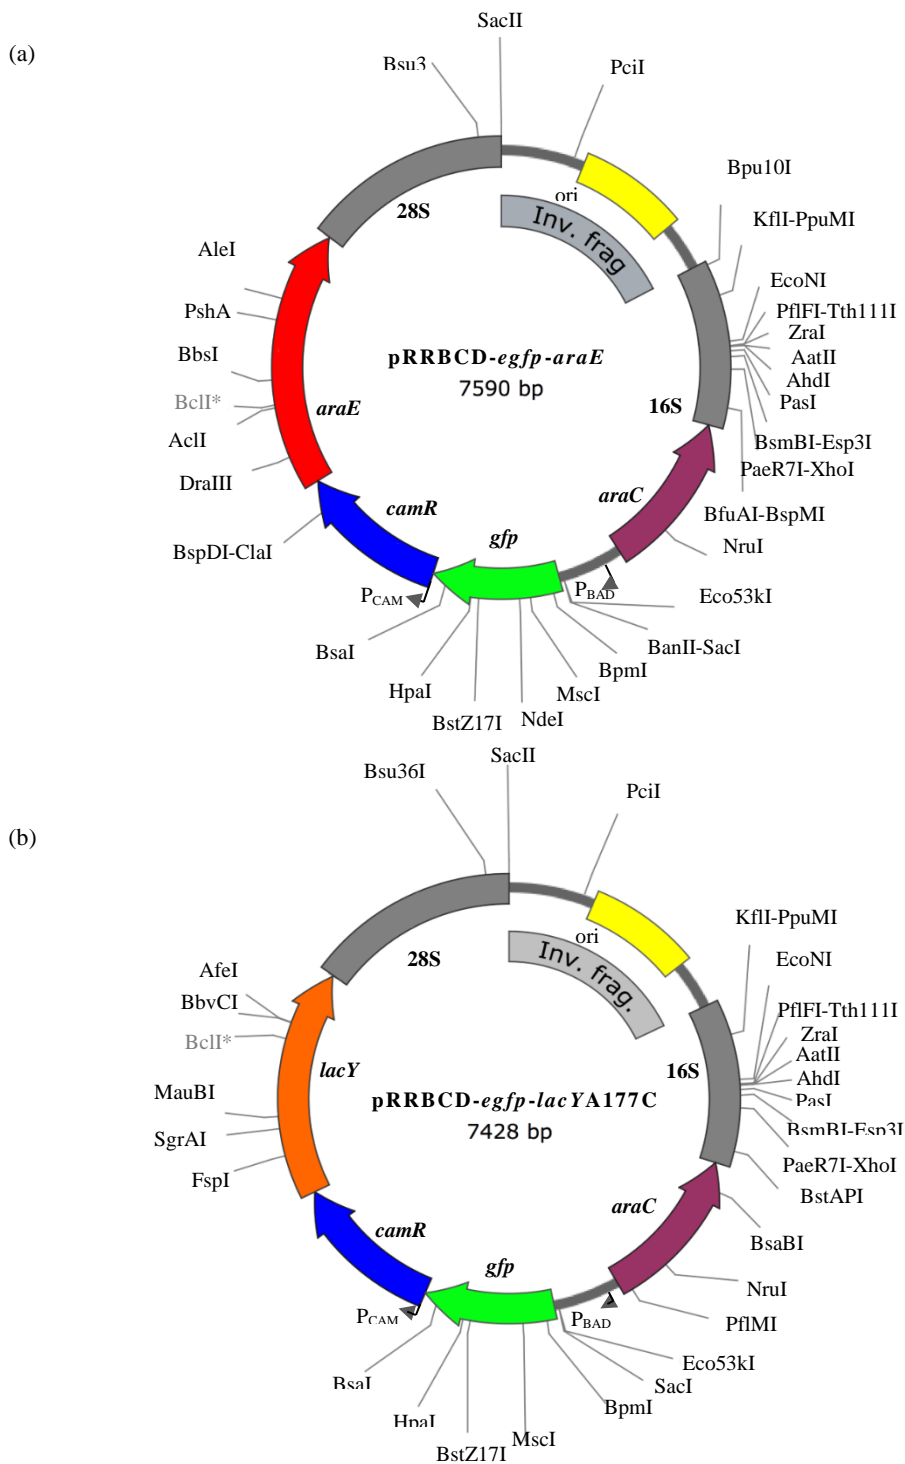 (a)
SacII
Bsu3
PciI
Bpu10I
ori
28S
Inv. frag
KflI-PpuMI
AleI
EcoNI
PshA
PflFI-Tth111I
ZraI
BbsI
pRRBCD-egfp-araE
AatII
7590 bp
AhdI
BclI*
araE
16S
PasI
AclI
BsmBI-Esp3I
DraIII
PaeR7I-XhoI
camR
araC
BfuAI-BspMI
BspDI-ClaI
gfp
NruI
PCAM
PBAD
Eco53kI
BsaI
BanII-SacI
BpmI
HpaI
MscI
BstZ17I
NdeI
SacII
Bsu36I
PciI
(b)
KflI-PpuMI
ori
28S
Inv. frag.
EcoNI
AfeI
BbvCI
PflFI-Tth111I
ZraI
BclI*
AatII
lacY
16S
AhdI
MauBI
pRRBCD-egfp-lacYA177C
PasI
7428 bp
BsmBI-Esp3I
SgrAI
PaeR7I-XhoI
FspI
BstAPI
araC
camR
BsaBI
gfp
NruI
PCAM
PBAD
PflMI
Eco53kI
BsaI
SacI
BpmI
HpaI
MscI
BstZ17I